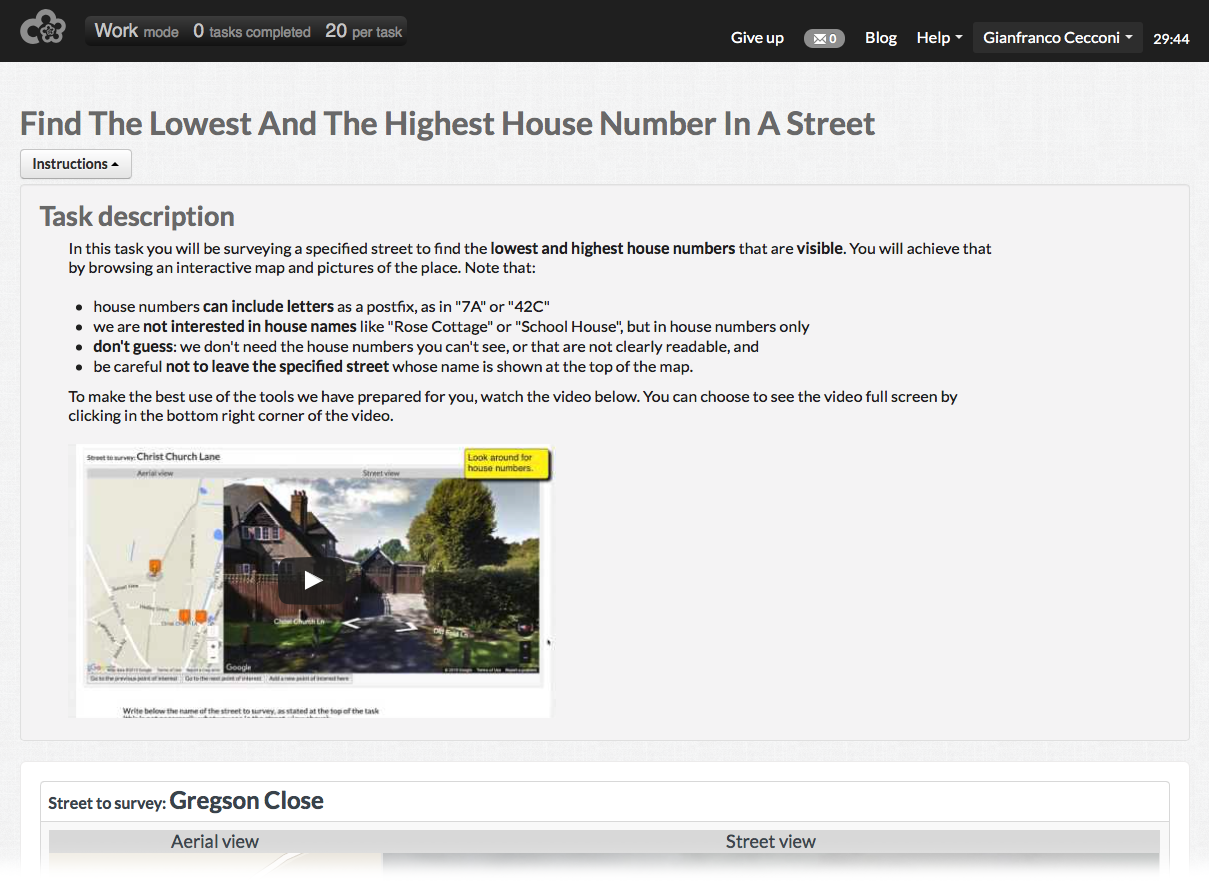 Work mode 0 tasks completed 20 per task
Give up 0 Blog Help Gianfranco Cecconi 29:44
Find The Lowest And The Highest House Number In A Street
Instructions
Task description
In this task you will be surveying a specified street to find the lowest and highest house numbers that are visible. You will achieve that
by browsing an interactive map and pictures of the place. Note that:
house numbers can include letters as a postfix, as in "7A" or "42C"
we are not interested in house names like "Rose Cottage" or "School House", but in house numbers only
don't guess: we don't need the house numbers you can't see, or that are not clearly readable, and
be careful not to leave the specified street whose name is shown at the top of the map.
To make the best use of the tools we have prepared for you, watch the video below. You can choose to see the video full screen by
clicking in the bottom right corner of the video.
Street to survey: Christ Church Lane
Look around for
house numbers.
Aerial view Street view
Christ Church Ln
Old Fold Ln
Google
Go to the previous point of interest Go to the next point of interest Add a new point of interest here
Write below the name of the street to survey, as stated at the top of the task
Street to survey: Gregson Close
Aerial view Street view